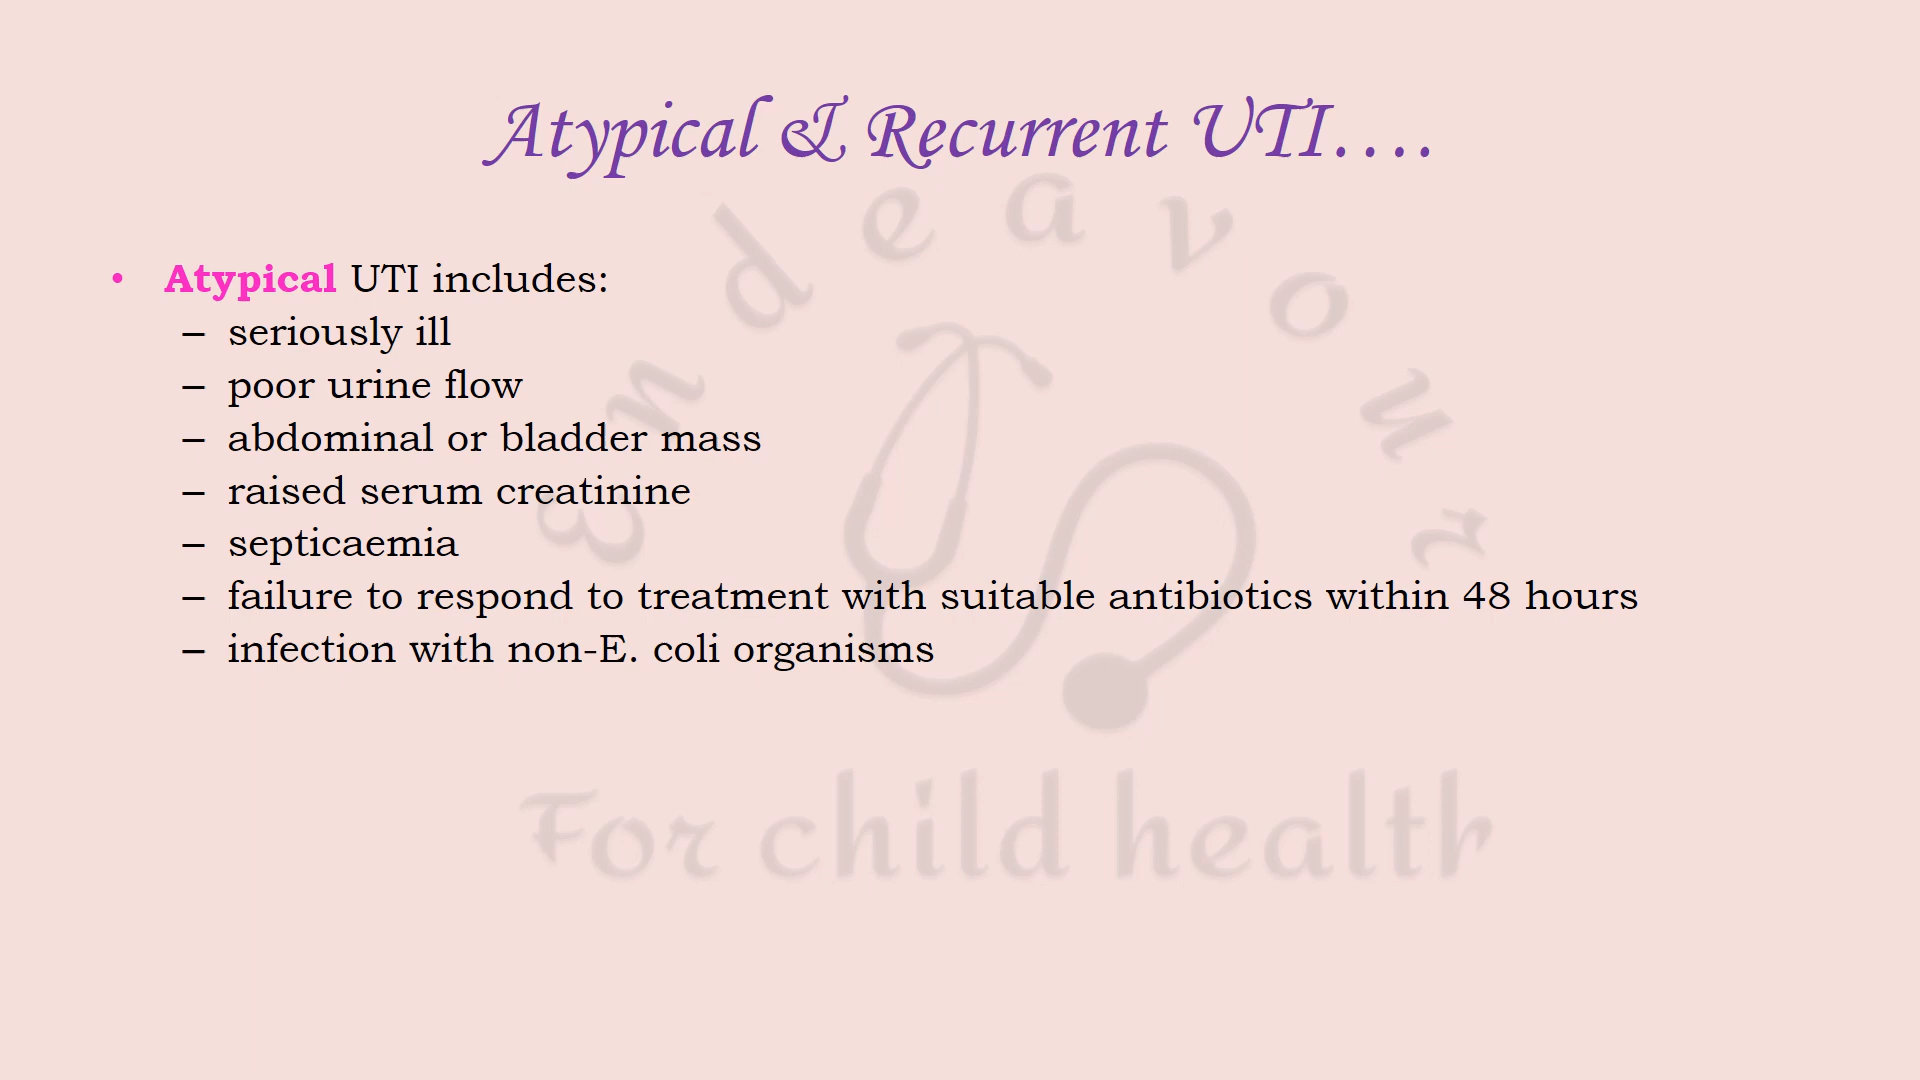 Atypical & Recurrent UTI....
• Atypical UTI includes:
– seriously ill
– poor urine flow
– abdominal or bladder mass
– raised serum creatinine
– septicaemia
– failure to respond to treatment with suitable antibiotics within 48 hours
– infection with non-E. coli organisms
Endeavour
For child health